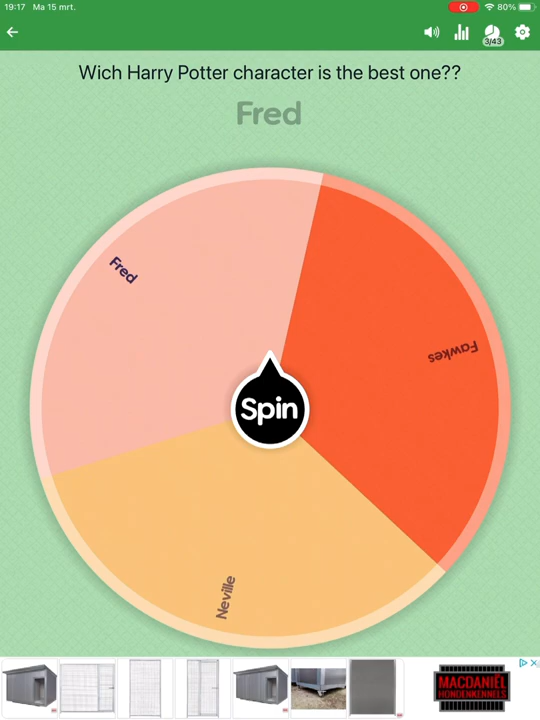 19:17 Ma 15 mrt. 80%
3/43
Wich Harry Potter character is the best one??
Fred
Fred
Fawkes
Spin
Neville
MACDANIËL
HONDENKENNELS